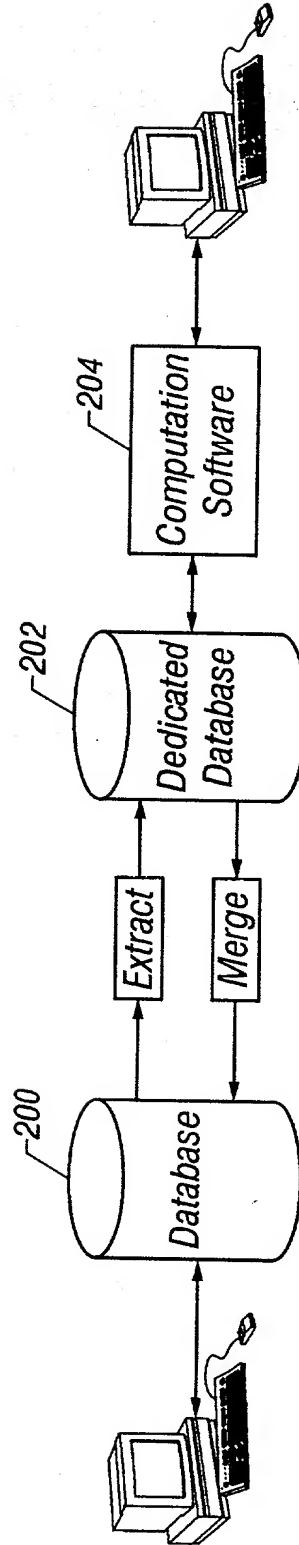 200
Database
Extract
Merge
202
Dedicated
Database
204
Computation
Software